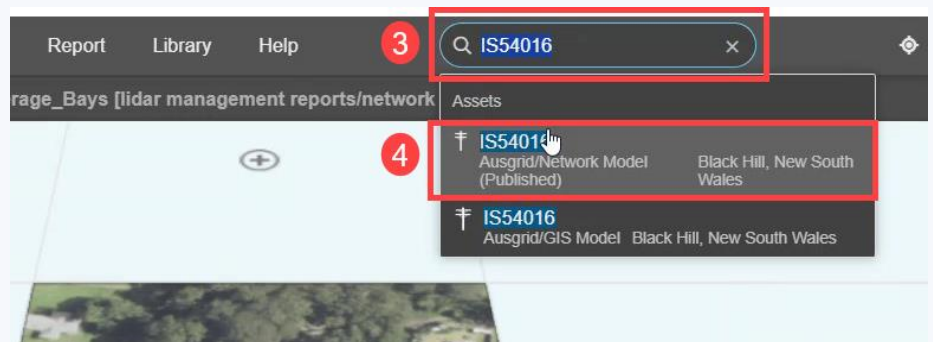 Report Library Help 3 IS54016
rage_Bays [lidar management reports/network
Assets
4 IS54016
Ausgrid/Network Model (Published) Black Hill, New South Wales
IS54016
Ausgrid/GIS Model Black Hill, New South Wales